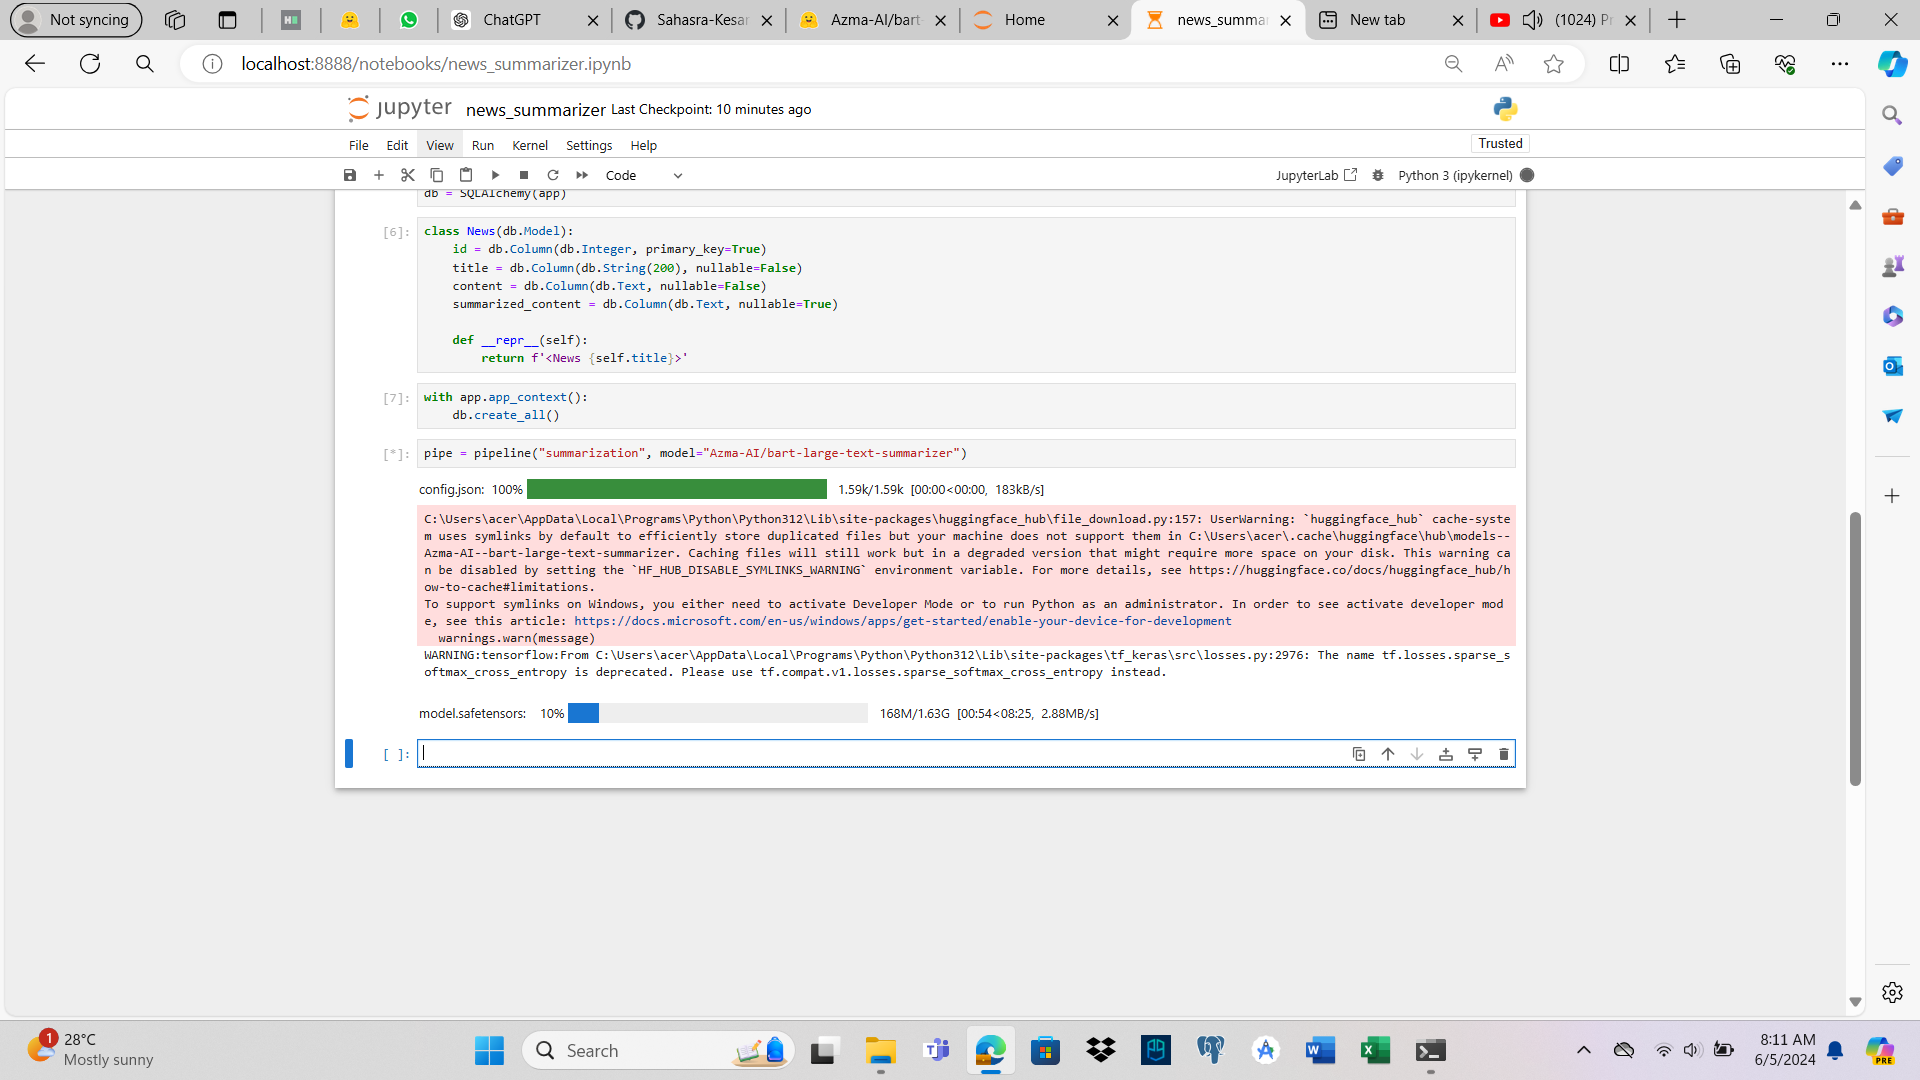 Not syncing
ChatGPT
Sahasra-Kesar
Azma-AI/bart-
Home
news_summar
New tab
(1024) Pr
localhost:8888/notebooks/news_summarizer.ipynb
jupyter news_summarizer Last Checkpoint: 10 minutes ago
File Edit View Run Kernel Settings Help
Trusted
Code
JupyterLab
Python 3 (ipykernel)
db = SQLAlchemy(app)
[6]: class News(db.Model):
id = db.Column(db.Integer, primary_key=True)
title = db.Column(db.String(200), nullable=False)
content = db.Column(db.Text, nullable=False)
summarized_content = db.Column(db.Text, nullable=True)
def __repr__(self):
return f'<News {self.title}>'
[7]: with app.app_context():
db.create_all()
[*]: pipe = pipeline("summarization", model="Azma-AI/bart-large-text-summarizer")
config.json: 100% 1.59k/1.59k [00:00<00:00, 183kB/s]
C:\Users\acer\AppData\Local\Programs\Python\Python312\Lib\site-packages\huggingface_hub\file_download.py:157: UserWarning: `huggingface_hub` cache-syste
m uses symlinks by default to efficiently store duplicated files but your machine does not support them in C:\Users\acer\.cache\huggingface\hub\models--
Azma-AI--bart-large-text-summarizer. Caching files will still work but in a degraded version that might require more space on your disk. This warning ca
n be disabled by setting the `HF_HUB_DISABLE_SYMLINKS_WARNING` environment variable. For more details, see https://huggingface.co/docs/huggingface_hub/h
ow-to-cache#limitations.
To support symlinks on Windows, you either need to activate Developer Mode or to run Python as an administrator. In order to see activate developer mod
e, see this article: https://docs.microsoft.com/en-us/windows/apps/get-started/enable-your-device-for-development
warnings.warn(message)
WARNING:tensorflow:From C:\Users\acer\AppData\Local\Programs\Python\Python312\Lib\site-packages\tf_keras\src\losses.py:2976: The name tf.losses.sparse_s
oftmax_cross_entropy is deprecated. Please use tf.compat.v1.losses.sparse_softmax_cross_entropy instead.
model.safetensors: 10% 168M/1.63G [00:54<08:25, 2.88MB/s]
[ ]:
1
28°C
Mostly sunny
Search
8:11 AM
6/5/2024
PRE